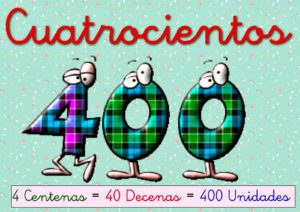 Cuatrocientos
400
4 Centenas = 40 Decenas = 400 Unidades